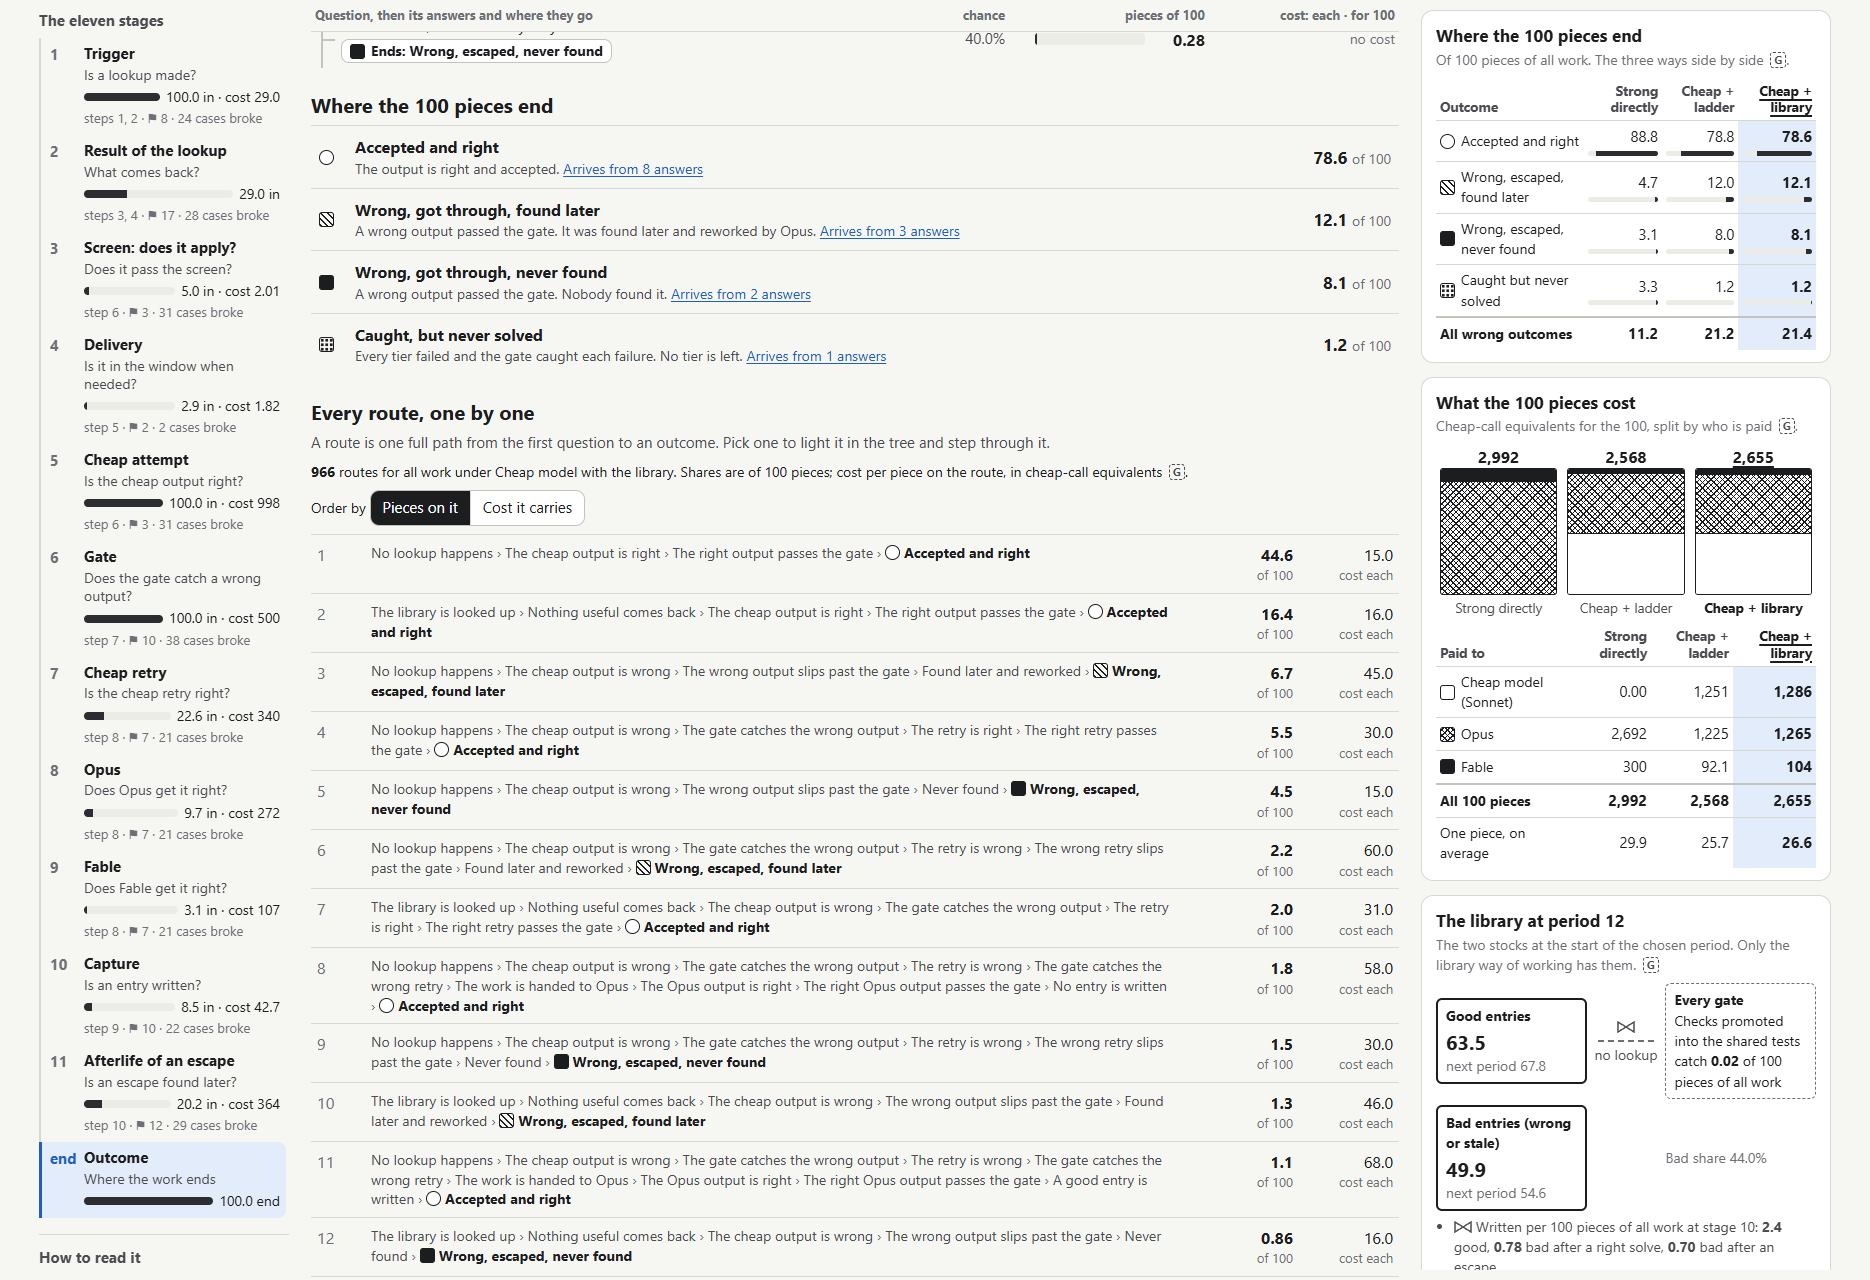 The eleven stages
1 Trigger
Is a lookup made?
100.0 in · cost 29.0
steps 1, 2 · ⚑ 8 · 24 cases broke
2 Result of the lookup
What comes back?
29.0 in
steps 3, 4 · ⚑ 17 · 28 cases broke
3 Screen: does it apply?
Does it pass the screen?
5.0 in · cost 2.01
step 6 · ⚑ 3 · 31 cases broke
4 Delivery
Is it in the window when
needed?
2.9 in · cost 1.82
step 5 · ⚑ 2 · 2 cases broke
5 Cheap attempt
Is the cheap output right?
100.0 in · cost 998
step 6 · ⚑ 3 · 31 cases broke
6 Gate
Does the gate catch a wrong
output?
100.0 in · cost 500
step 7 · ⚑ 10 · 38 cases broke
7 Cheap retry
Is the cheap retry right?
22.6 in · cost 340
step 8 · ⚑ 7 · 21 cases broke
8 Opus
Does Opus get it right?
9.7 in · cost 272
step 8 · ⚑ 7 · 21 cases broke
9 Fable
Does Fable get it right?
3.1 in · cost 107
step 8 · ⚑ 7 · 21 cases broke
10 Capture
Is an entry written?
8.5 in · cost 42.7
step 9 · ⚑ 10 · 22 cases broke
11 Afterlife of an escape
Is an escape found later?
20.2 in · cost 364
step 10 · ⚑ 12 · 29 cases broke
end Outcome
Where the work ends
100.0 end
How to read it
Question, then its answers and where they go chance pieces of 100 cost: each · for 100
Ends: Wrong, escaped, never found 40.0% 0.28 no cost
Where the 100 pieces end
Accepted and right
The output is right and accepted. Arrives from 8 answers
78.6 of 100
Wrong, got through, found later
A wrong output passed the gate. It was found later and reworked by Opus. Arrives from 3 answers
12.1 of 100
Wrong, got through, never found
A wrong output passed the gate. Nobody found it. Arrives from 2 answers
8.1 of 100
Caught, but never solved
Every tier failed and the gate caught each failure. No tier is left. Arrives from 1 answers
1.2 of 100
Every route, one by one
A route is one full path from the first question to an outcome. Pick one to light it in the tree and step through it.
966 routes for all work under Cheap model with the library. Shares are of 100 pieces; cost per piece on the route, in cheap-call equivalents G.
Order by Pieces on it Cost it carries
1 No lookup happens › The cheap output is right › The right output passes the gate › Accepted and right
44.6 of 100 15.0 cost each
2 The library is looked up › Nothing useful comes back › The cheap output is right › The right output passes the gate › Accepted
and right
16.4 of 100 16.0 cost each
3 No lookup happens › The cheap output is wrong › The wrong output slips past the gate › Found later and reworked › Wrong,
escaped, found later
6.7 of 100 45.0 cost each
4 No lookup happens › The cheap output is wrong › The gate catches the wrong output › The retry is right › The right retry passes
the gate › Accepted and right
5.5 of 100 30.0 cost each
5 No lookup happens › The cheap output is wrong › The wrong output slips past the gate › Never found › Wrong, escaped,
never found
4.5 of 100 15.0 cost each
6 No lookup happens › The cheap output is wrong › The gate catches the wrong output › The retry is wrong › The wrong retry slips
past the gate › Found later and reworked › Wrong, escaped, found later
2.2 of 100 60.0 cost each
7 The library is looked up › Nothing useful comes back › The cheap output is wrong › The gate catches the wrong output › The retry
is right › The right retry passes the gate › Accepted and right
2.0 of 100 31.0 cost each
8 No lookup happens › The cheap output is wrong › The gate catches the wrong output › The retry is wrong › The gate catches the
wrong retry › The work is handed to Opus › The Opus output is right › The right Opus output passes the gate › No entry is written
› Accepted and right
1.8 of 100 58.0 cost each
9 No lookup happens › The cheap output is wrong › The gate catches the wrong output › The retry is wrong › The wrong retry slips
past the gate › Never found › Wrong, escaped, never found
1.5 of 100 30.0 cost each
10 The library is looked up › Nothing useful comes back › The cheap output is wrong › The wrong output slips past the gate › Found
later and reworked › Wrong, escaped, found later
1.3 of 100 46.0 cost each
11 No lookup happens › The cheap output is wrong › The gate catches the wrong output › The retry is wrong › The gate catches the
wrong retry › The work is handed to Opus › The Opus output is right › The right Opus output passes the gate › A good entry is
written › Accepted and right
1.1 of 100 68.0 cost each
12 The library is looked up › Nothing useful comes back › The cheap output is wrong › The wrong output slips past the gate › Never
found › Wrong, escaped, never found
0.86 of 100 16.0 cost each
Where the 100 pieces end
Of 100 pieces of all work. The three ways side by side G.
Outcome Strong directly Cheap + ladder Cheap + library
Accepted and right 88.8 78.8 78.6
Wrong, escaped, found later 4.7 12.0 12.1
Wrong, escaped, never found 3.1 8.0 8.1
Caught but never solved 3.3 1.2 1.2
All wrong outcomes 11.2 21.2 21.4
What the 100 pieces cost
Cheap-call equivalents for the 100, split by who is paid G.
2,992 2,568 2,655
Strong directly Cheap + ladder Cheap + library
Paid to Strong directly Cheap + ladder Cheap + library
Cheap model (Sonnet) 0.00 1,251 1,286
Opus 2,692 1,225 1,265
Fable 300 92.1 104
All 100 pieces 2,992 2,568 2,655
One piece, on average 29.9 25.7 26.6
The library at period 12
The two stocks at the start of the chosen period. Only the
library way of working has them. G
Good entries
63.5
next period 67.8
no lookup
Every gate
Checks promoted
into the shared tests
catch 0.02 of 100
pieces of all work
Bad entries (wrong
or stale)
49.9
next period 54.6
Bad share 44.0%
• ⋈ Written per 100 pieces of all work at stage 10: 2.4
good, 0.78 bad after a right solve, 0.70 bad after an
escape